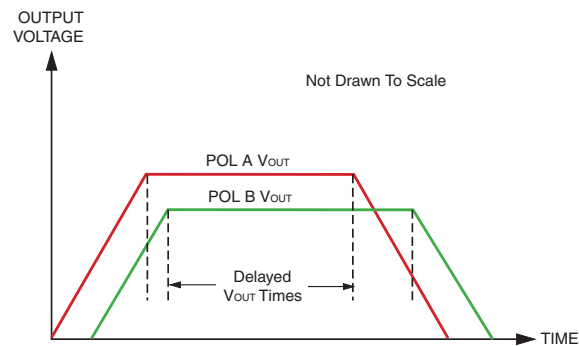 OUTPUT
VOLTAGE
Not Drawn To Scale
POL A VOUT
POL B VOUT
Delayed
VOUT Times
TIME